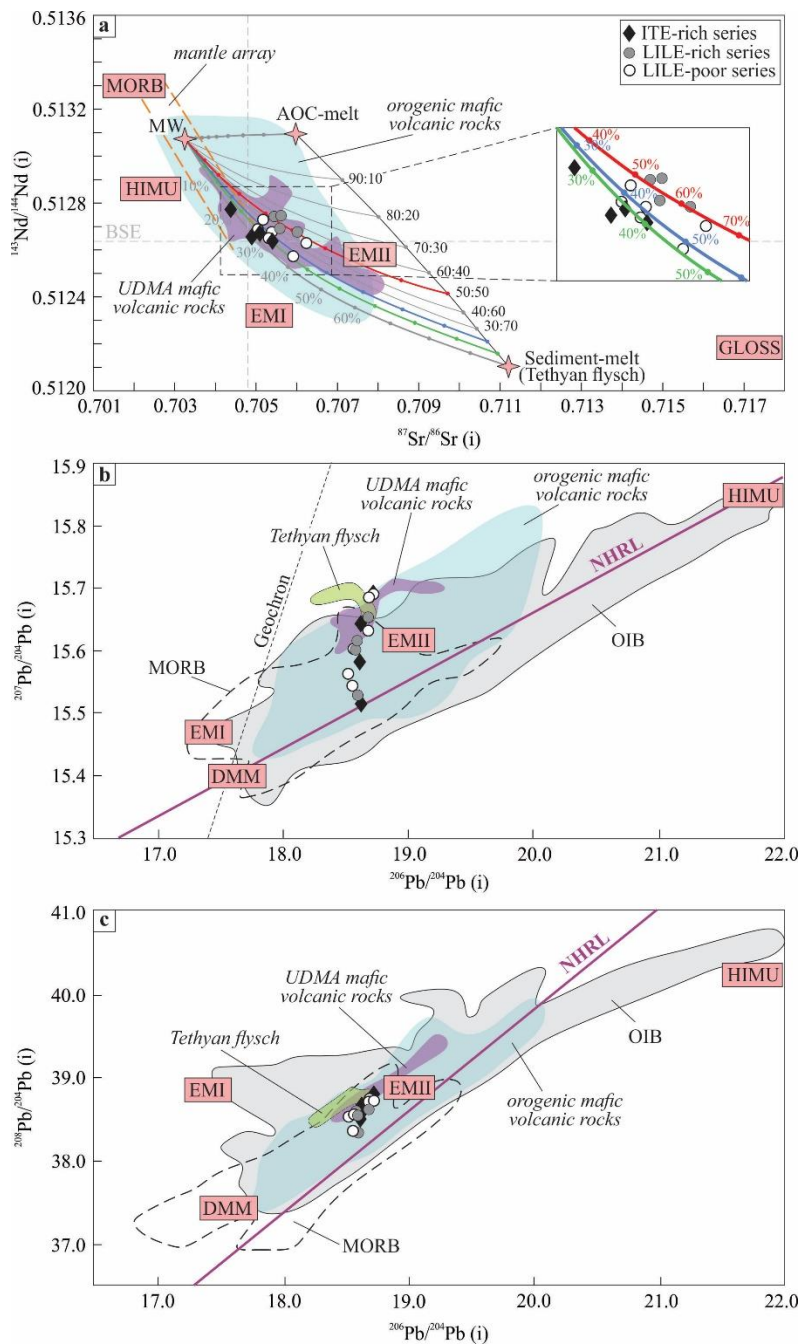 a
ITE-rich series
LILE-rich series
LILE-poor series
mantle array
MORB
MW
AOC-melt
orogenic mafic
volcanic rocks
HIMU
10%
20
30%
40%
50%
60%
90:10
80:20
70:30
60:40
50:50
40:60
30:70
BSE
EMII
EMI
UDMA mafic
volcanic rocks
Sediment-melt
(Tethyan flysch)
GLOSS
40%
30%
50%
30%
60%
70%
40%
50%
50%
0.5136
0.5132
0.5128
0.5124
0.5120
¹⁴³Nd/¹⁴⁴Nd (i)
0.701
0.703
0.705
0.707
0.709
0.711
0.713
0.715
0.717
⁸⁷Sr/⁸⁶Sr (i)
b
UDMA mafic
volcanic rocks
orogenic mafic
volcanic rocks
HIMU
Tethyan flysch
NHRL
Geochron
MORB
EMII
OIB
EMI
DMM
15.9
15.8
15.7
15.6
15.5
15.4
15.3
²⁰⁷Pb/²⁰⁴Pb (i)
17.0
18.0
19.0
20.0
21.0
22.0
²⁰⁶Pb/²⁰⁴Pb (i)
c
UDMA mafic
volcanic rocks
NHRL
HIMU
Tethyan flysch
OIB
EMI
EMII
orogenic mafic
volcanic rocks
DMM
MORB
41.0
40.0
39.0
38.0
37.0
²⁰⁸Pb/²⁰⁴Pb (i)
17.0
18.0
19.0
20.0
21.0
22.0
²⁰⁶Pb/²⁰⁴Pb (i)